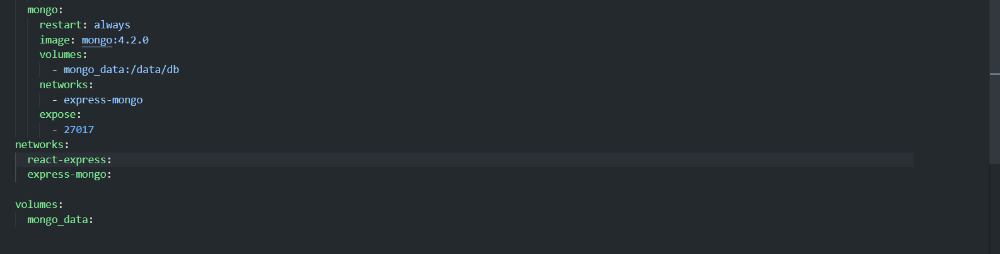 mongo:
restart: always
image: mongo:4.2.0
volumes:
- mongo_data:/data/db
networks:
- express-mongo
expose:
- 27017
networks:
react-express:
express-mongo:
volumes:
mongo_data: